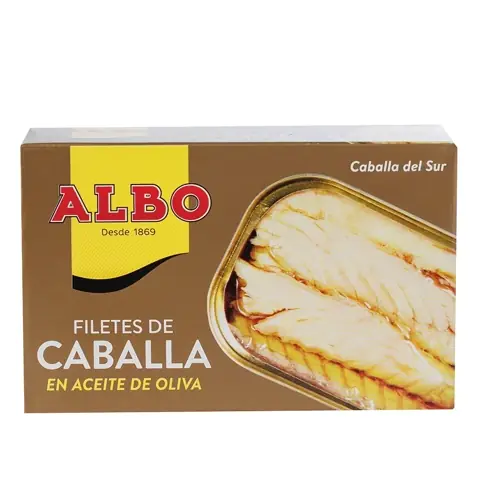 Caballa del Sur
ALBO
Desde 1869
FILETES DE
CABALLA
EN ACEITE DE OLIVA